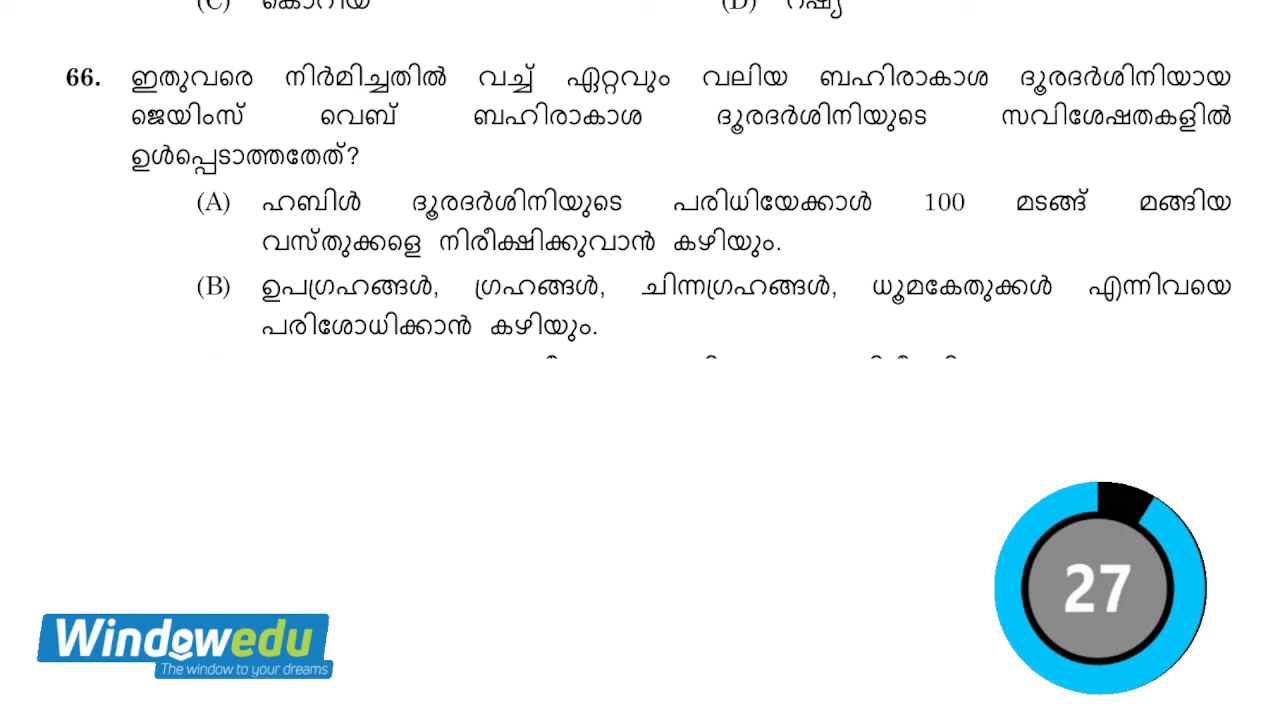 (C) കൊറിയ (D) റഷ്യ
66. ഇതുവരെ നിർമിച്ചതിൽ വച്ച് ഏറ്റവും വലിയ ബഹിരാകാശ ദൂരദർശിനിയായ
ജെയിംസ് വെബ് ബഹിരാകാശ ദൂരദർശിനിയുടെ സവിശേഷതകളിൽ
ഉൾപ്പെടാത്തതേത്?
(A) ഹബിൾ ദൂരദർശിനിയുടെ പരിധിയേക്കാൾ 100 മടങ്ങ് മങ്ങിയ
വസ്തുക്കളെ നിരീക്ഷിക്കുവാൻ കഴിയും.
(B) ഉപഗ്രഹങ്ങൾ, ഗ്രഹങ്ങൾ, ചിന്നഗ്രഹങ്ങൾ, ധൂമകേതുക്കൾ എന്നിവയെ
പരിശോധിക്കാൻ കഴിയും.
27
Windowedu
The window to your dreams